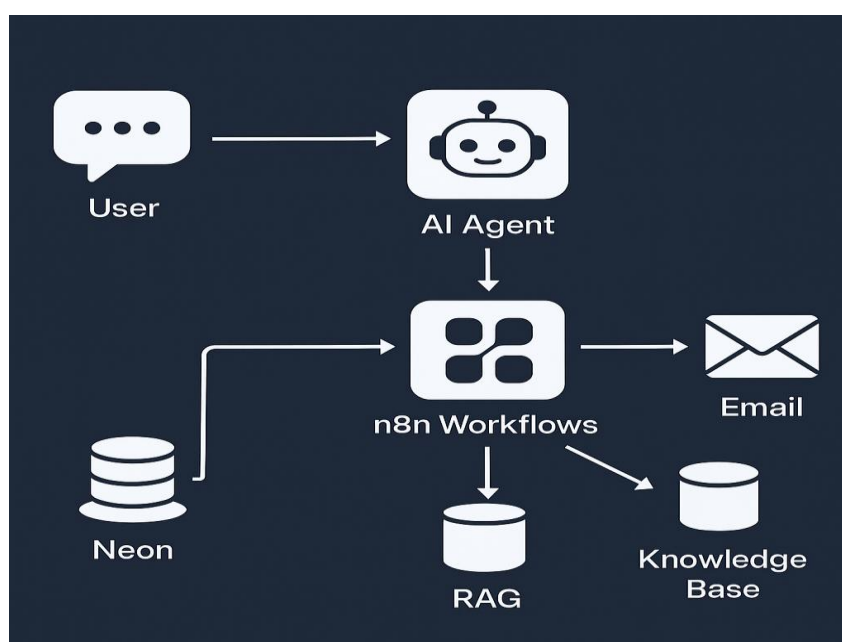 User
AI Agent
n8n Workflows
Email
Neon
RAG
Knowledge
Base